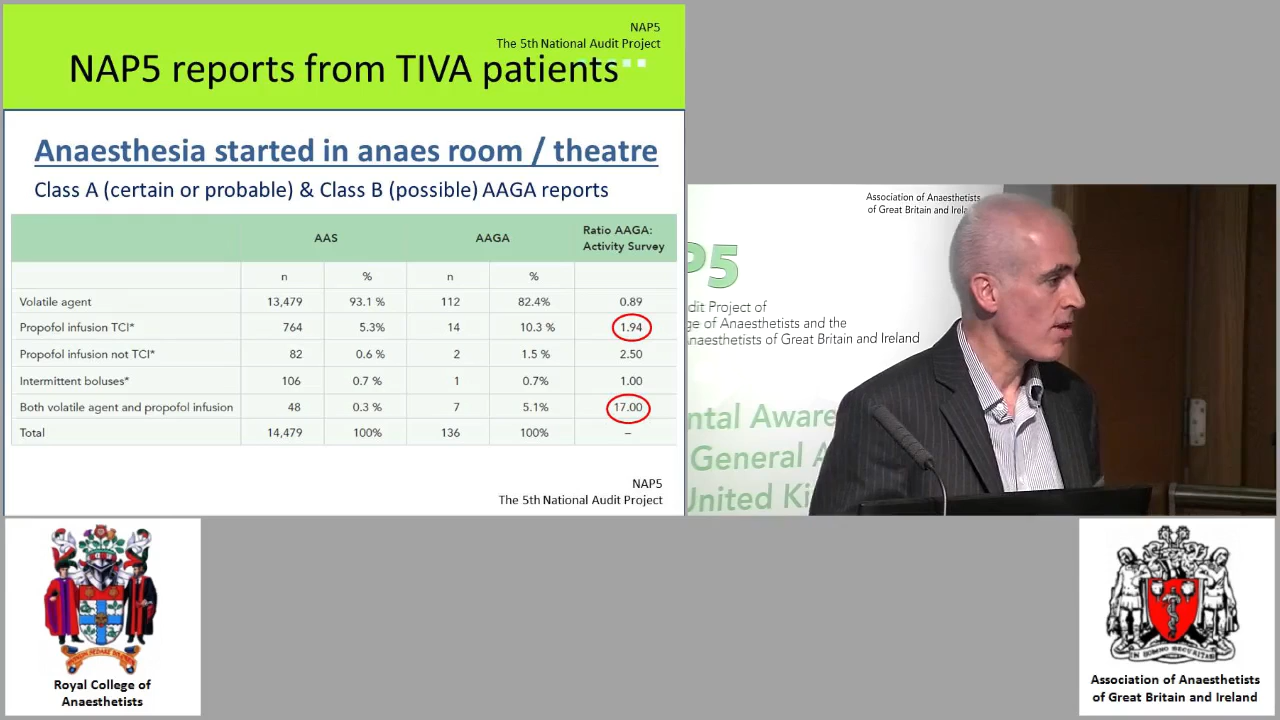 NAP5
The 5th National Audit Project
NAP5 reports from TIVA patients
Anaesthesia started in anaes room / theatre
Class A (certain or probable) & Class B (possible) AAGA reports
AAS AAGA Ratio AAGA:
Activity Survey
n % n %
Volatile agent 13,479 93.1 % 112 82.4% 0.89
Propofol infusion TCI* 764 5.3% 14 10.3 % 1.94
Propofol infusion not TCI* 82 0.6 % 2 1.5 % 2.50
Intermittent boluses* 106 0.7 % 1 0.7% 1.00
Both volatile agent and propofol infusion 48 0.3 % 7 5.1% 17.00
Total 14,479 100% 136 100% –
NAP5
The 5th National Audit Project
Association of Anaesthetists
of Great Britain and Irela
P5
dit Project of
ge of Anaesthetists and the
Anaesthetists of Great Britain and Ireland
ntal Aware
General A
United Ki
Royal College of
Anaesthetists
Association of Anaesthetists
of Great Britain and Ireland